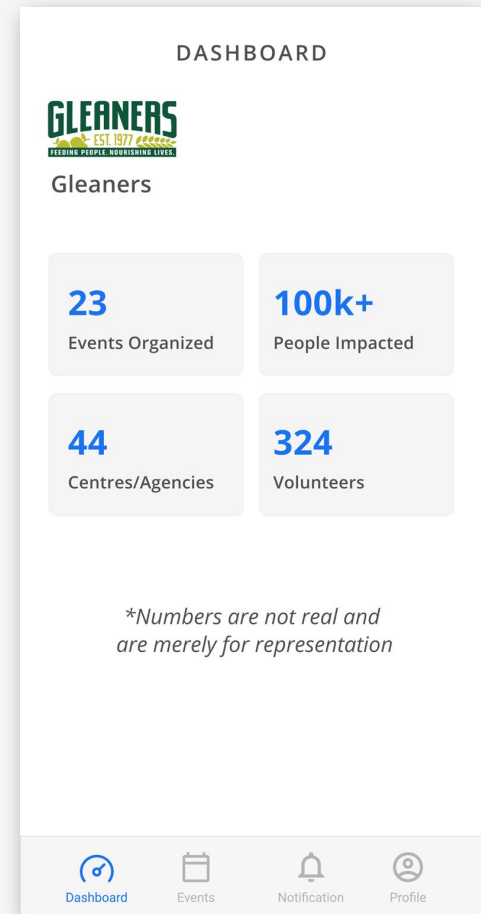 DASHBOARD
GLEANERS
EST. 1977
FEEDING PEOPLE. NOURISHING LIVES.
Gleaners
23
Events Organized
100k+
People Impacted
44
Centres/Agencies
324
Volunteers
*Numbers are not real and
are merely for representation
Dashboard
Events
Notification
Profile